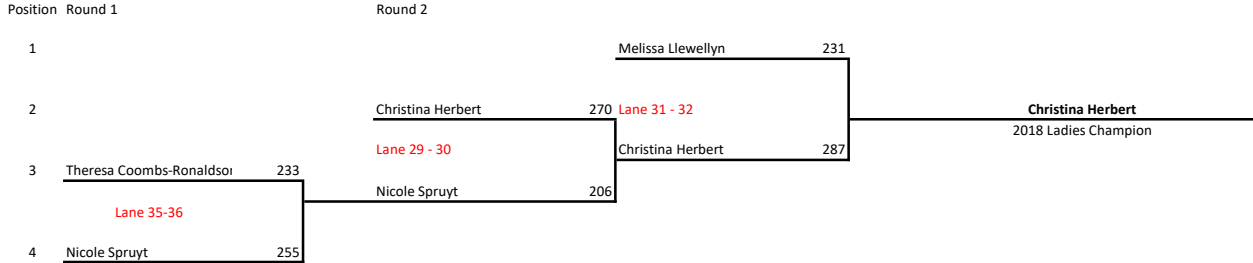 Position Round 1 Round 2
1 Melissa Llewellyn 231
2 Christina Herbert 270 Lane 31 - 32 Christina Herbert
2018 Ladies Champion
Lane 29 - 30 Christina Herbert 287
3 Theresa Coombs-Ronaldsor 233
Nicole Spruyt 206
Lane 35-36
4 Nicole Spruyt 255